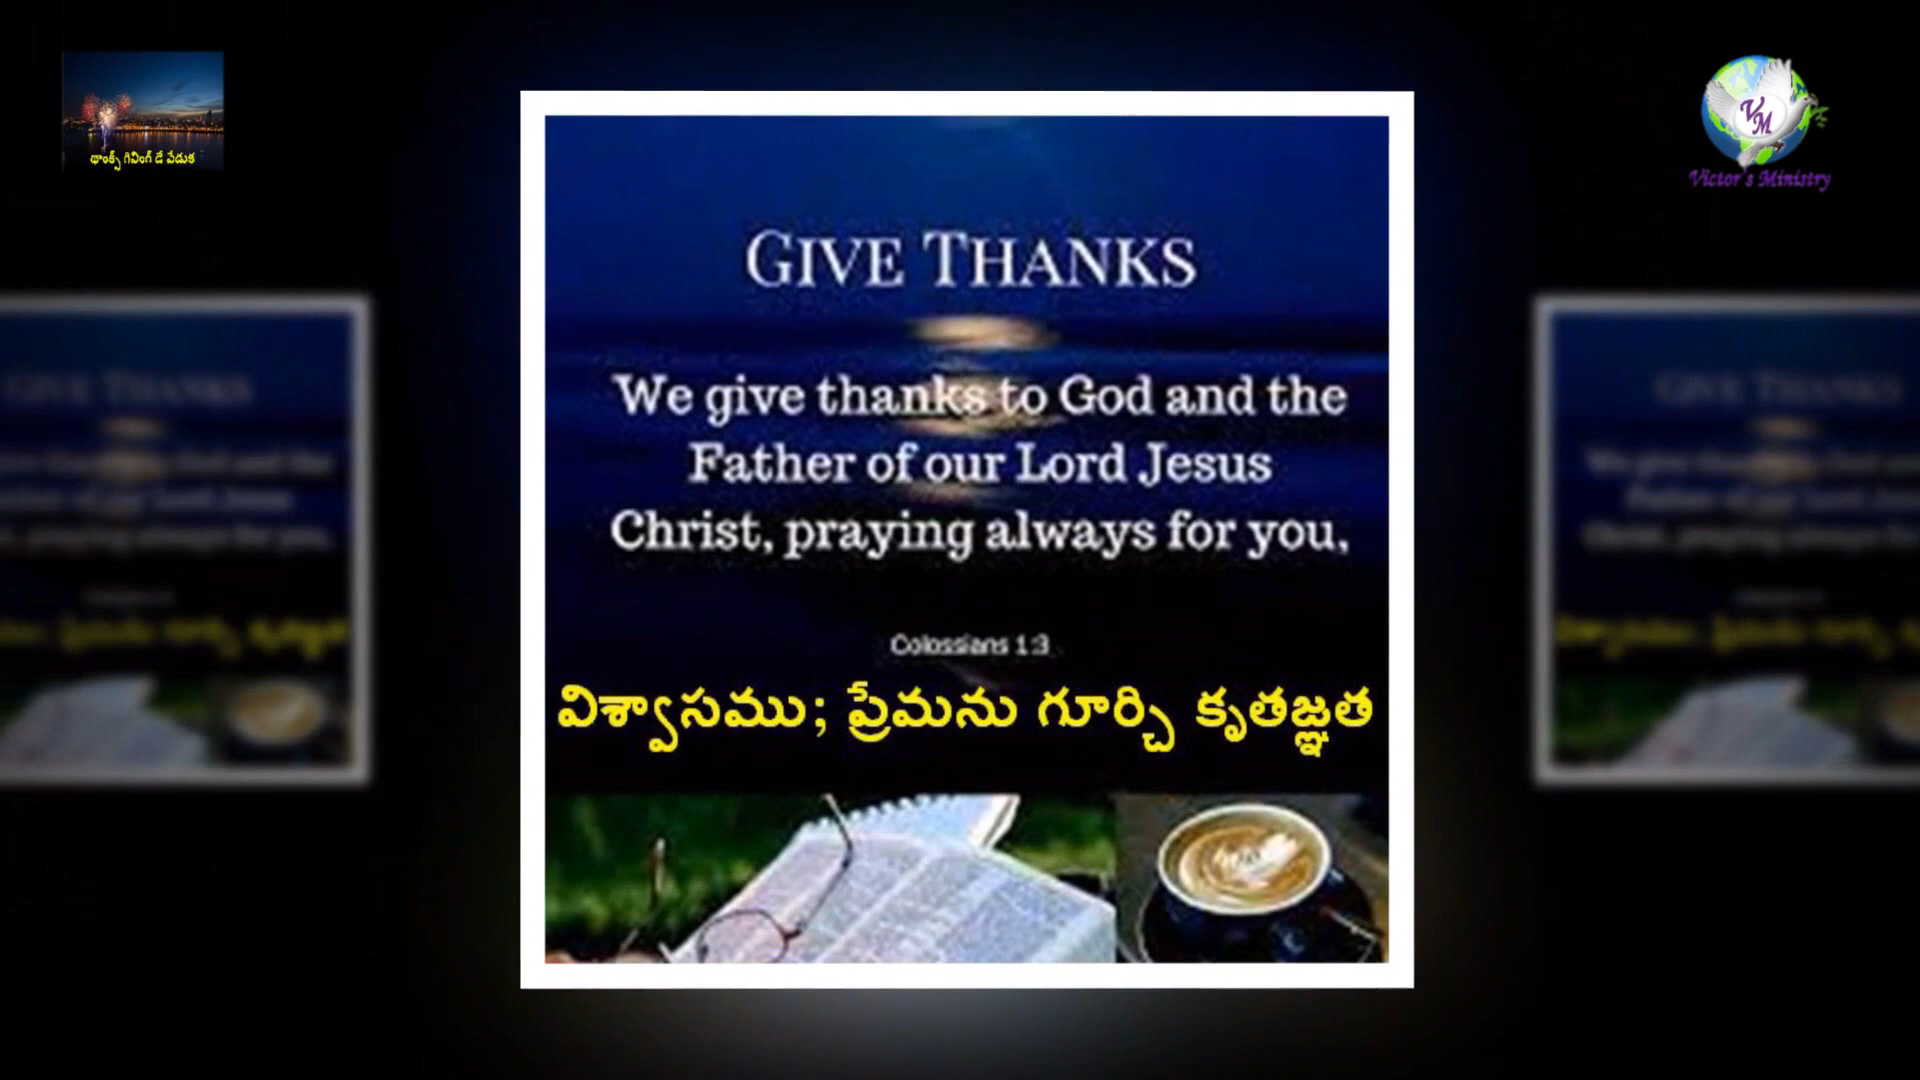 థాంక్స్ గివింగ్ డే వేడుక
VM
Victor's Ministry
GIVE THANKS
We give thanks to God and the
Father of our Lord Jesus
Christ, praying always for you,
Colossians 1:3
విశ్వాసము; ప్రేమను గూర్చి కృతజ్ఞత